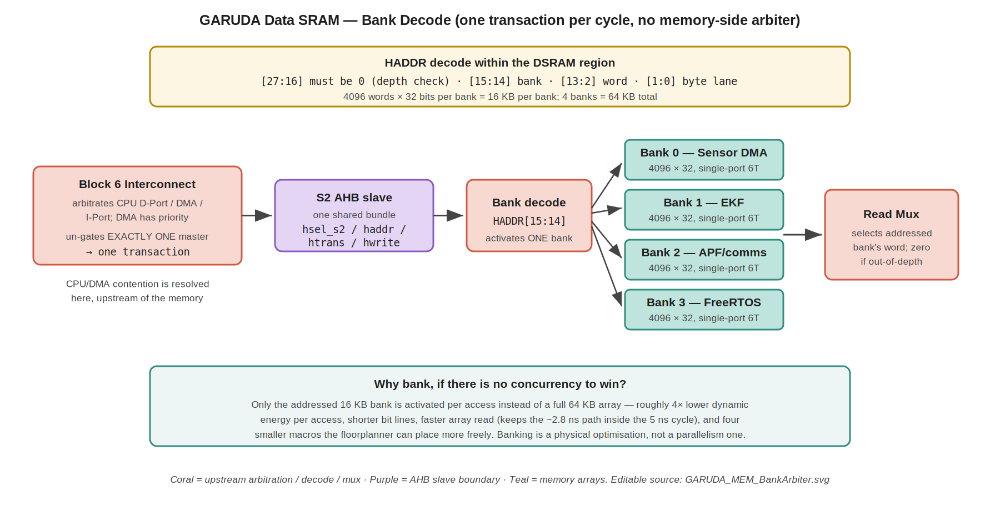 GARUDA Data SRAM — Bank Decode (one transaction per cycle, no memory-side arbiter)
HADDR decode within the DSRAM region
[27:16] must be 0 (depth check) · [15:14] bank · [13:2] word · [1:0] byte lane
4096 words × 32 bits per bank = 16 KB per bank; 4 banks = 64 KB total
Block 6 Interconnect
arbitrates CPU D-Port / DMA /
I-Port; DMA has priority
un-gates EXACTLY ONE master
→ one transaction
CPU/DMA contention is resolved
here, upstream of the memory
S2 AHB slave
one shared bundle
hsel_s2 / haddr /
htrans / hwrite
Bank decode
HADDR[15:14]
activates ONE bank
Bank 0 — Sensor DMA
4096 × 32, single-port 6T
Bank 1 — EKF
4096 × 32, single-port 6T
Bank 2 — APF/comms
4096 × 32, single-port 6T
Bank 3 — FreeRTOS
4096 × 32, single-port 6T
Read Mux
selects addressed
bank's word; zero
if out-of-depth
Why bank, if there is no concurrency to win?
Only the addressed 16 KB bank is activated per access instead of a full 64 KB array — roughly 4× lower dynamic
energy per access, shorter bit lines, faster array read (keeps the ~2.8 ns path inside the 5 ns cycle), and four
smaller macros the floorplanner can place more freely. Banking is a physical optimisation, not a parallelism one.
Coral = upstream arbitration / decode / mux · Purple = AHB slave boundary · Teal = memory arrays. Editable source: GARUDA_MEM_BankArbiter.svg